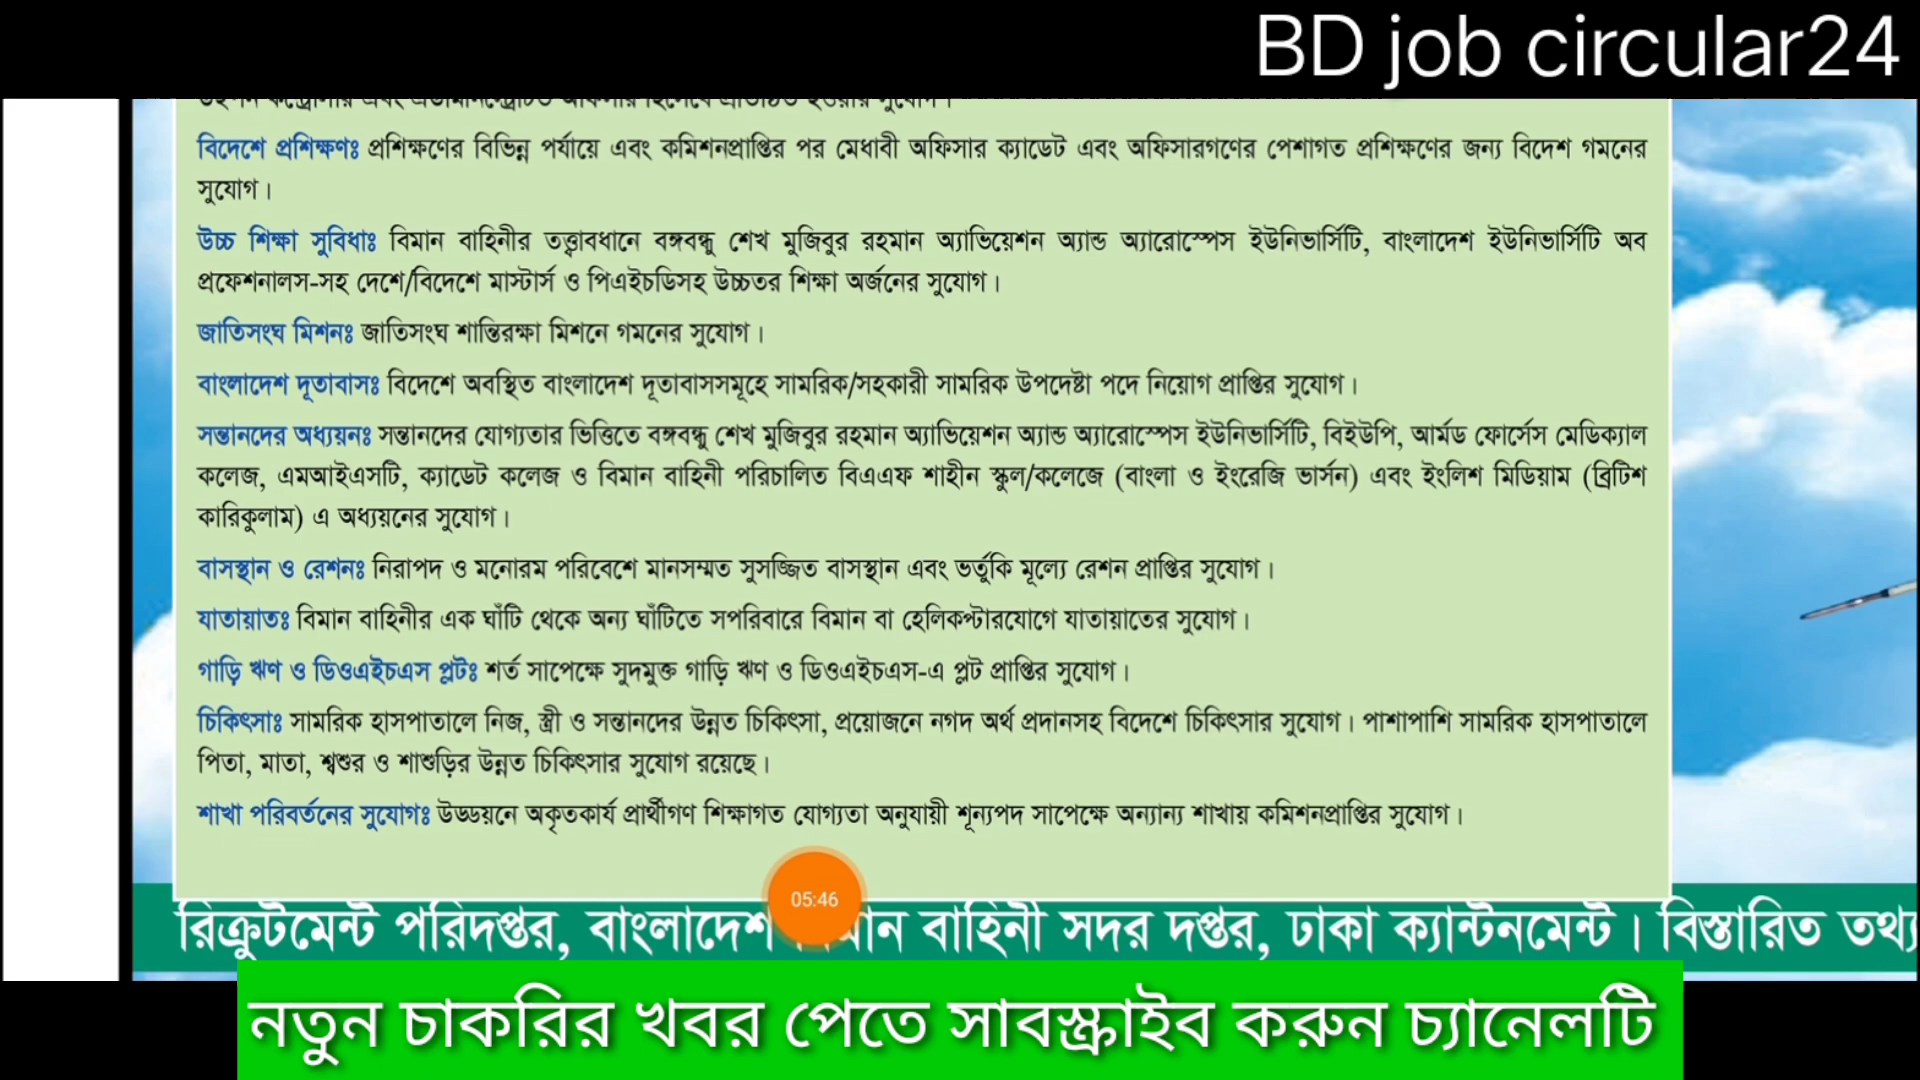 BD job circular24
বিদেশে প্রশিক্ষণঃ প্রশিক্ষণের বিভিন্ন পর্যায়ে এবং কমিশনপ্রাপ্তির পর মেধাবী অফিসার ক্যাডেট এবং অফিসারগণের পেশাগত প্রশিক্ষণের জন্য বিদেশ গমনের
সুযোগ।
উচ্চ শিক্ষা সুবিধাঃ বিমান বাহিনীর তত্ত্বাবধানে বঙ্গবন্ধু শেখ মুজিবুর রহমান অ্যাভিয়েশন অ্যান্ড অ্যারোস্পেস ইউনিভার্সিটি, বাংলাদেশ ইউনিভার্সিটি অব
প্রফেশনালস-সহ দেশে/বিদেশে মাস্টার্স ও পিএইচডিসহ উচ্চতর শিক্ষা অর্জনের সুযোগ।
জাতিসংঘ মিশনঃ জাতিসংঘ শান্তিরক্ষা মিশনে গমনের সুযোগ।
বাংলাদেশ দূতাবাসঃ বিদেশে অবস্থিত বাংলাদেশ দূতাবাসসমূহে সামরিক/সহকারী সামরিক উপদেষ্টা পদে নিয়োগ প্রাপ্তির সুযোগ।
সন্তানদের অধ্যয়নঃ সন্তানদের যোগ্যতার ভিত্তিতে বঙ্গবন্ধু শেখ মুজিবুর রহমান অ্যাভিয়েশন অ্যান্ড অ্যারোস্পেস ইউনিভার্সিটি, বিইউপি, আর্মড ফোর্সেস মেডিক্যাল
কলেজ, এমআইএসটি, ক্যাডেট কলেজ ও বিমান বাহিনী পরিচালিত বিএএফ শাহীন স্কুল/কলেজে (বাংলা ও ইংরেজি ভার্সন) এবং ইংলিশ মিডিয়াম (ব্রিটিশ
কারিকুলাম) এ অধ্যয়নের সুযোগ।
বাসস্থান ও রেশনঃ নিরাপদ ও মনোরম পরিবেশে মানসম্মত সুসজ্জিত বাসস্থান এবং ভর্তুকি মূল্যে রেশন প্রাপ্তির সুযোগ।
যাতায়াতঃ বিমান বাহিনীর এক ঘাঁটি থেকে অন্য ঘাঁটিতে সপরিবারে বিমান বা হেলিকপ্টারযোগে যাতায়াতের সুযোগ।
গাড়ি ঋণ ও ডিওএইচএস প্লটঃ শর্ত সাপেক্ষে সুদমুক্ত গাড়ি ঋণ ও ডিওএইচএস-এ প্লট প্রাপ্তির সুযোগ।
চিকিৎসাঃ সামরিক হাসপাতালে নিজ, স্ত্রী ও সন্তানদের উন্নত চিকিৎসা, প্রয়োজনে নগদ অর্থ প্রদানসহ বিদেশে চিকিৎসার সুযোগ। পাশাপাশি সামরিক হাসপাতালে
পিতা, মাতা, শ্বশুর ও শাশুড়ির উন্নত চিকিৎসার সুযোগ রয়েছে।
শাখা পরিবর্তনের সুযোগঃ উড্ডয়নে অকৃতকার্য প্রার্থীগণ শিক্ষাগত যোগ্যতা অনুযায়ী শূন্যপদ সাপেক্ষে অন্যান্য শাখায় কমিশনপ্রাপ্তির সুযোগ।
05:46
রিক্রুটমেন্ট পরিদপ্তর, বাংলাদেশ বিমান বাহিনী সদর দপ্তর, ঢাকা ক্যান্টনমেন্ট। বিস্তারিত তথ্য
নতুন চাকরির খবর পেতে সাবস্ক্রাইব করুন চ্যানেলটি